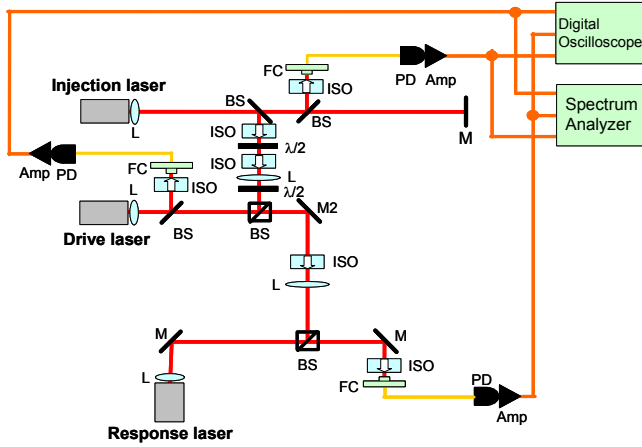 Digital
Oscilloscope
FC
PD
Amp
Injection laser
ISO
Spectrum
Analyzer
L
BS
BS
M
ISO
λ/2
ISO
Amp
PD
FC
ISO
L
λ/2
L
M2
Drive laser
BS
BS
ISO
L
M
M
BS
ISO
L
FC
PD
Amp
Response laser